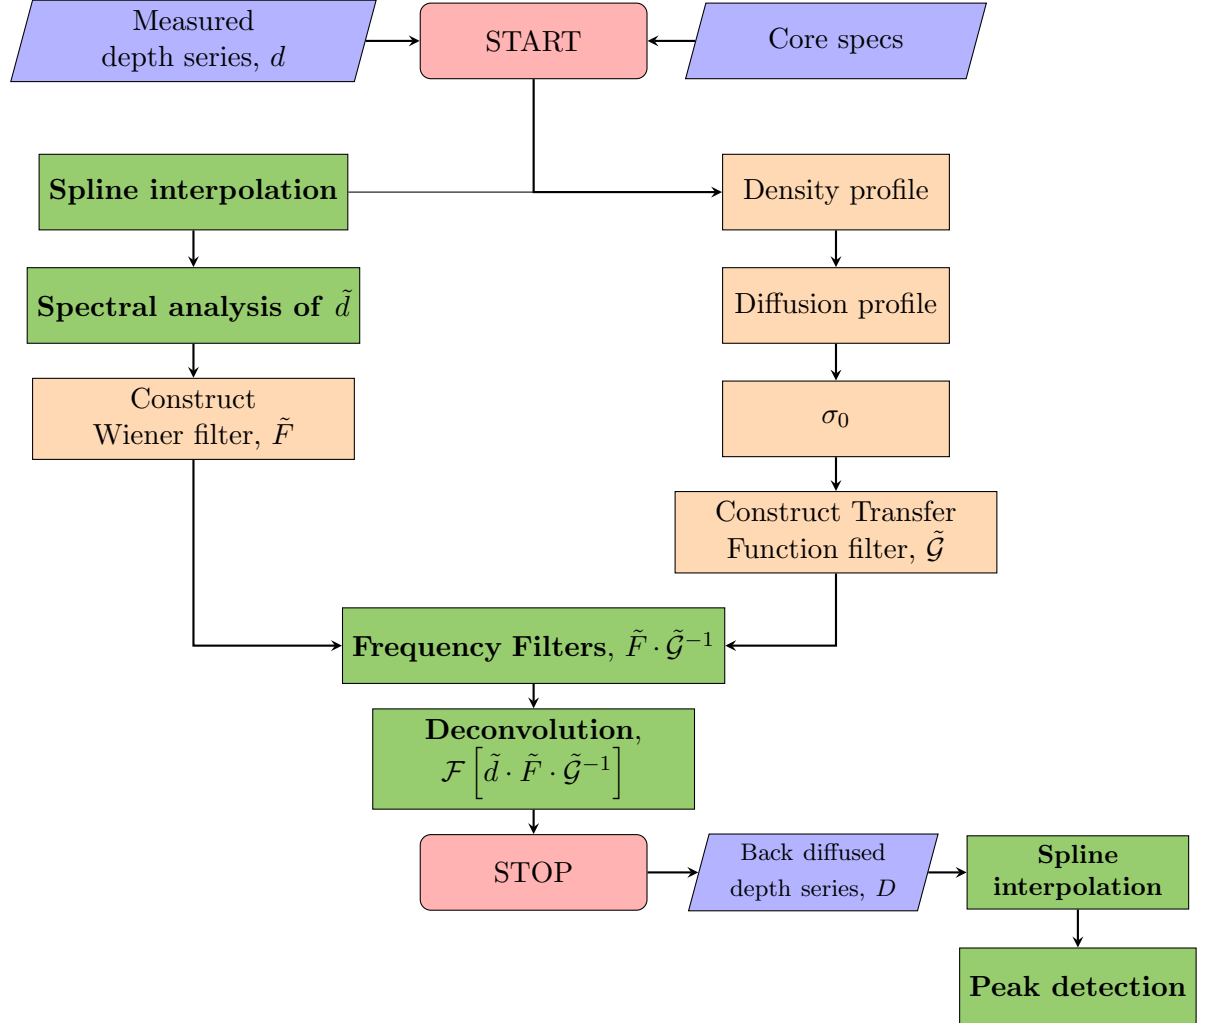 Measured
depth series, d
START
Core specs
Spline interpolation
Density profile
Spectral analysis of d̃
Diffusion profile
Construct
Wiener filter, F̃
σ₀
Construct Transfer
Function filter, 𝒢̃
Frequency Filters, F̃ · 𝒢̃⁻¹
Deconvolution,
ℱ [d̃ · F̃ · 𝒢̃⁻¹]
STOP
Back diffused
depth series, D
Spline
interpolation
Peak detection